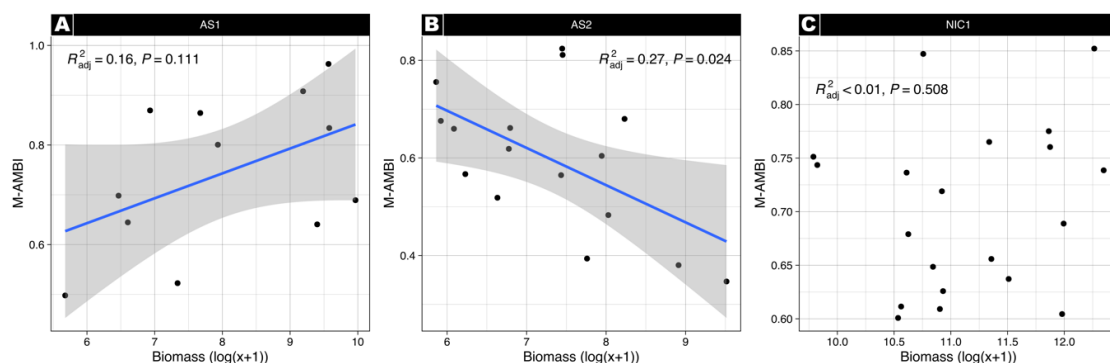 A AS1
R²adj = 0.16, P = 0.111
M-AMBI
1.0
0.8
0.6
6 7 8 9 10
Biomass (log(x+1))
B AS2
R²adj = 0.27, P = 0.024
M-AMBI
0.8
0.6
0.4
6 7 8 9
Biomass (log(x+1))
C NIC1
R²adj < 0.01, P = 0.508
M-AMBI
0.85
0.80
0.75
0.70
0.65
0.60
10.0 10.5 11.0 11.5 12.0
Biomass (log(x+1))